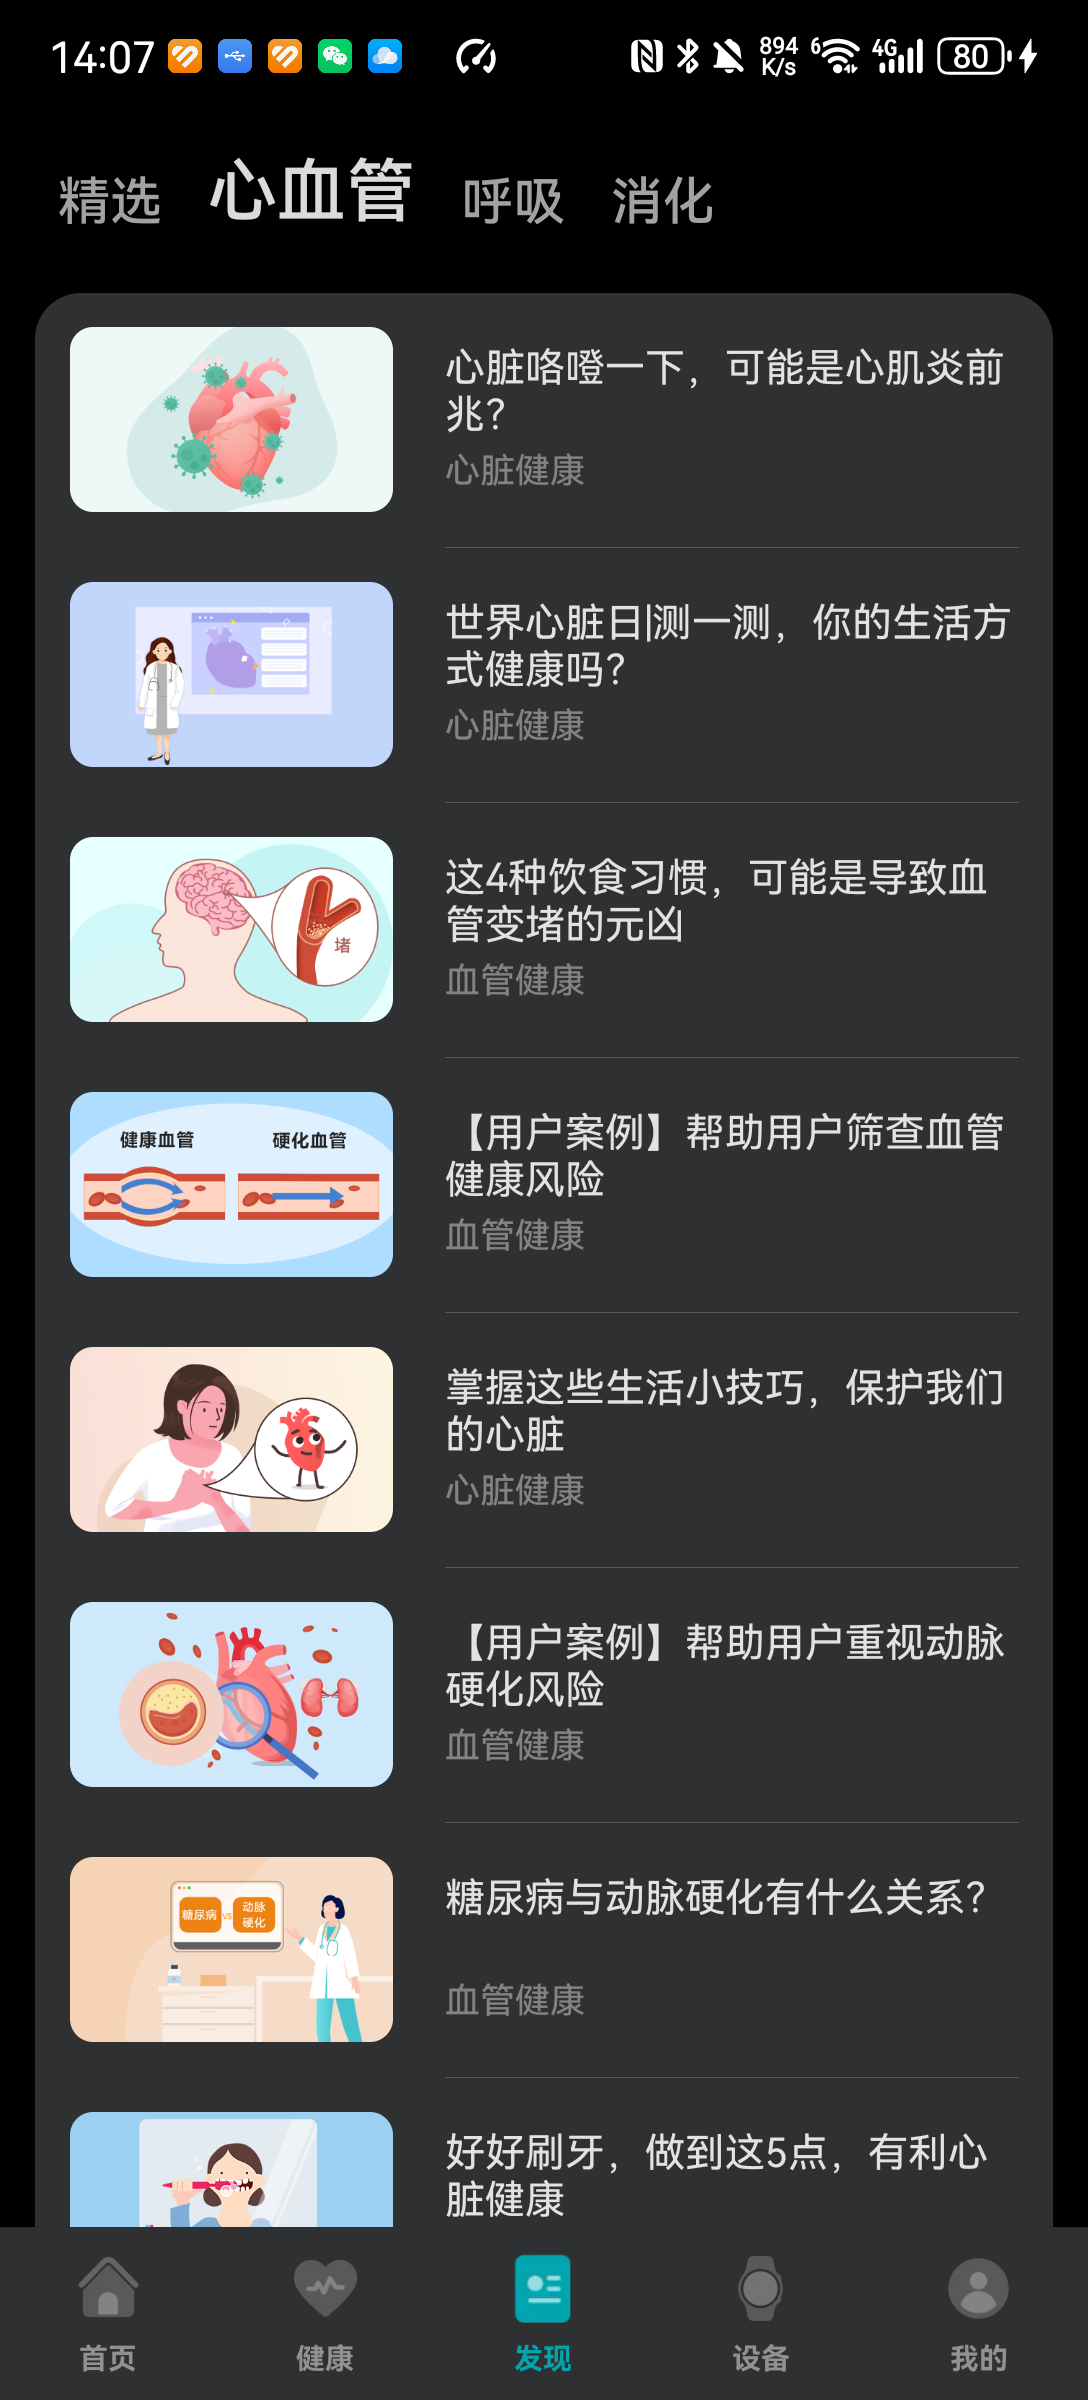 14:07
894
K/s
6
4G
80
精选
心血管
呼吸
消化
心脏咯噔一下，可能是心肌炎前
兆？
心脏健康
世界心脏日|测一测，你的生活方
式健康吗？
心脏健康
堵
这4种饮食习惯，可能是导致血
管变堵的元凶
血管健康
健康血管
硬化血管
【用户案例】帮助用户筛查血管
健康风险
血管健康
掌握这些生活小技巧，保护我们
的心脏
心脏健康
【用户案例】帮助用户重视动脉
硬化风险
血管健康
糖尿病
VS
动脉
硬化
糖尿病与动脉硬化有什么关系？
血管健康
好好刷牙，做到这5点，有利心
脏健康
首页
健康
发现
设备
我的